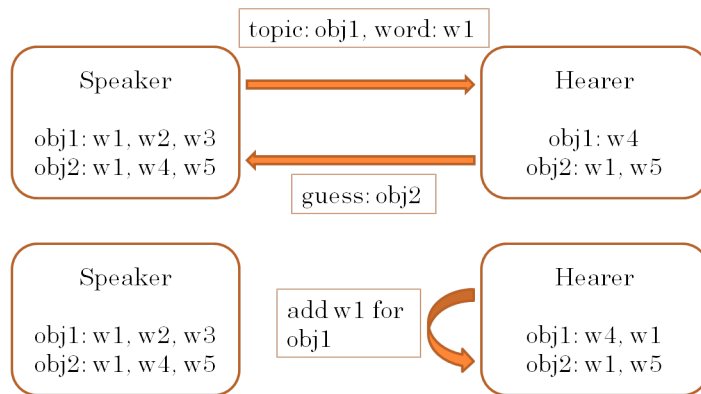 topic: obj1, word: w1
Speaker
obj1: w1, w2, w3
obj2: w1, w4, w5
Hearer
obj1: w4
obj2: w1, w5
guess: obj2
Speaker
obj1: w1, w2, w3
obj2: w1, w4, w5
add w1 for
obj1
Hearer
obj1: w4, w1
obj2: w1, w5